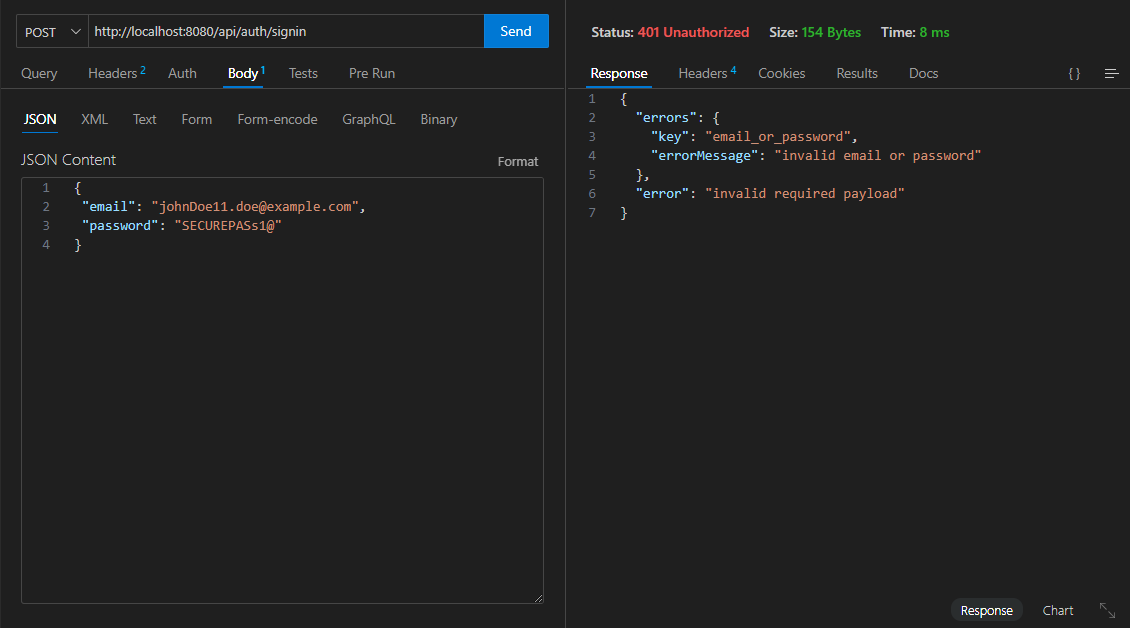 POST http://localhost:8080/api/auth/signin Send
Query Headers 2 Auth Body 1 Tests Pre Run
JSON XML Text Form Form-encode GraphQL Binary
JSON Content Format
1 {
2 "email": "johnDoe11.doe@example.com",
3 "password": "SECUREPASs1@"
4 }
Status: 401 Unauthorized Size: 154 Bytes Time: 8 ms
Response Headers 4 Cookies Results Docs { }
1 {
2 "errors": {
3 "key": "email_or_password",
4 "errorMessage": "invalid email or password"
5 },
6 "error": "invalid required payload"
7 }
Response Chart